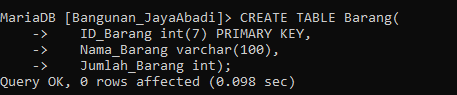 MariaDB [Bangunan_JayaAbadi]> CREATE TABLE Barang(
    ->     ID_Barang int(7) PRIMARY KEY,
    ->     Nama_Barang varchar(100),
    ->     Jumlah_Barang int);
Query OK, 0 rows affected (0.098 sec)